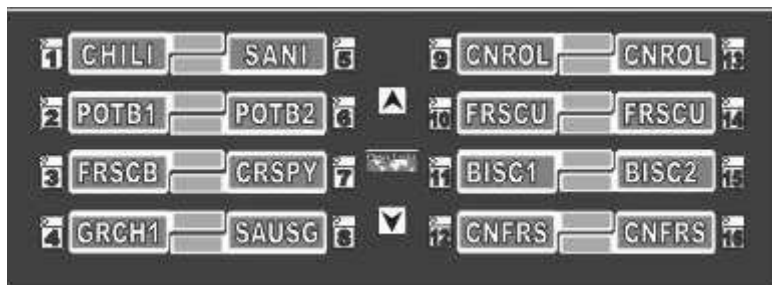 1 CHILI SANI 5 9 CNROL CNROL 13
2 POTB1 POTB2 6 10 FRSCU FRSCU 14
3 FRSCB CRSPY 7 11 BISC1 BISC2 15
4 GRCH1 SAUSG 8 12 CNFRS CNFRS 16